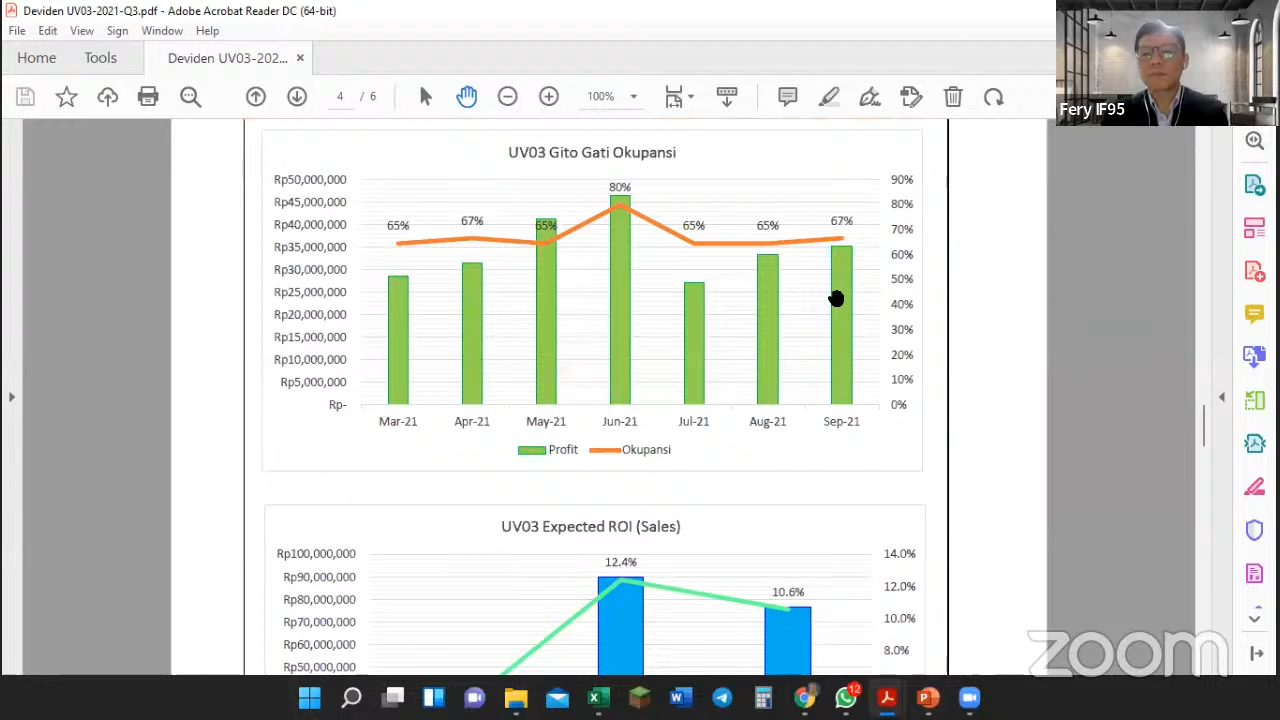 Deviden UV03-2021-Q3.pdf - Adobe Acrobat Reader DC (64-bit)
File Edit View Sign Window Help
Home Tools Deviden UV03-202... ×
4 / 6 100%
Fery IF95
UV03 Gito Gati Okupansi
Rp50,000,000 90%
Rp45,000,000 80%
Rp40,000,000 70%
Rp35,000,000 60%
Rp30,000,000 50%
Rp25,000,000 40%
Rp20,000,000 30%
Rp15,000,000 20%
Rp10,000,000 10%
Rp5,000,000 0%
Rp-
65% 67% 65% 80% 65% 65% 67%
Mar-21 Apr-21 May-21 Jun-21 Jul-21 Aug-21 Sep-21
Profit Okupansi
UV03 Expected ROI (Sales)
Rp100,000,000 14.0%
Rp90,000,000 12.0%
Rp80,000,000 10.0%
Rp70,000,000 8.0%
Rp60,000,000
Rp50,000,000
12.4% 10.6%
zoom
12